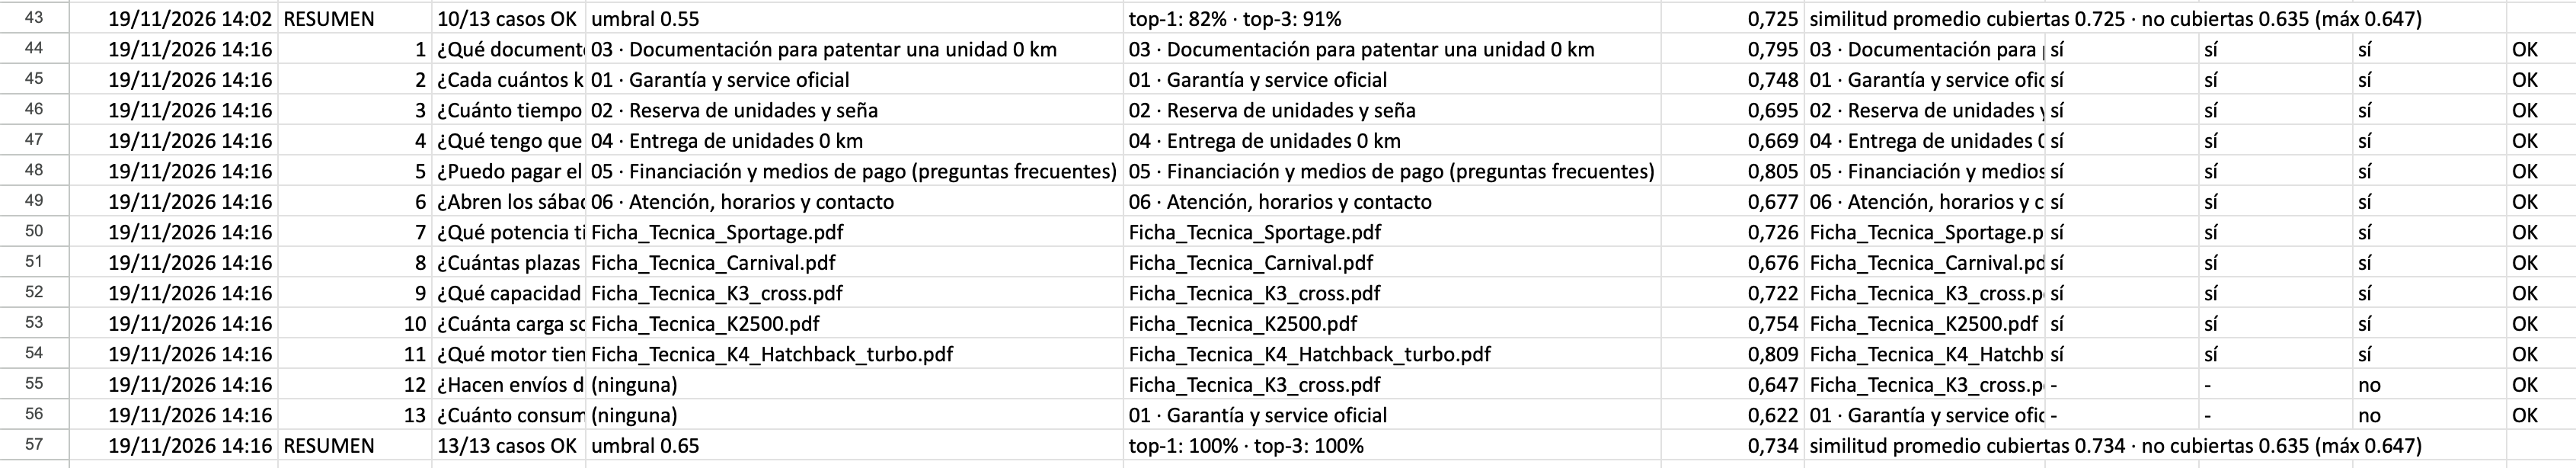 43 19/11/2026 14:02 RESUMEN 10/13 casos OK umbral 0.55 top-1: 82% · top-3: 91% 0,725 similitud promedio cubiertas 0.725 · no cubiertas 0.635 (máx 0.647)
44 19/11/2026 14:16 1 ¿Qué document 03 · Documentación para patentar una unidad 0 km 03 · Documentación para patentar una unidad 0 km 0,795 03 · Documentación para sí sí sí OK
45 19/11/2026 14:16 2 ¿Cada cuántos k 01 · Garantía y service oficial 01 · Garantía y service oficial 0,748 01 · Garantía y service ofic sí sí sí OK
46 19/11/2026 14:16 3 ¿Cuánto tiempo 02 · Reserva de unidades y seña 02 · Reserva de unidades y seña 0,695 02 · Reserva de unidades y sí sí sí OK
47 19/11/2026 14:16 4 ¿Qué tengo que 04 · Entrega de unidades 0 km 04 · Entrega de unidades 0 km 0,669 04 · Entrega de unidades 0 sí sí sí OK
48 19/11/2026 14:16 5 ¿Puedo pagar el 05 · Financiación y medios de pago (preguntas frecuentes) 05 · Financiación y medios de pago (preguntas frecuentes) 0,805 05 · Financiación y medios sí sí sí OK
49 19/11/2026 14:16 6 ¿Abren los sába 06 · Atención, horarios y contacto 06 · Atención, horarios y contacto 0,677 06 · Atención, horarios y c sí sí sí OK
50 19/11/2026 14:16 7 ¿Qué potencia ti Ficha_Tecnica_Sportage.pdf Ficha_Tecnica_Sportage.pdf 0,726 Ficha_Tecnica_Sportage.p sí sí sí OK
51 19/11/2026 14:16 8 ¿Cuántas plazas Ficha_Tecnica_Carnival.pdf Ficha_Tecnica_Carnival.pdf 0,676 Ficha_Tecnica_Carnival.pd sí sí sí OK
52 19/11/2026 14:16 9 ¿Qué capacidad Ficha_Tecnica_K3_cross.pdf Ficha_Tecnica_K3_cross.pdf 0,722 Ficha_Tecnica_K3_cross.p sí sí sí OK
53 19/11/2026 14:16 10 ¿Cuánta carga so Ficha_Tecnica_K2500.pdf Ficha_Tecnica_K2500.pdf 0,754 Ficha_Tecnica_K2500.pdf sí sí sí OK
54 19/11/2026 14:16 11 ¿Qué motor tien Ficha_Tecnica_K4_Hatchback_turbo.pdf Ficha_Tecnica_K4_Hatchback_turbo.pdf 0,809 Ficha_Tecnica_K4_Hatchb sí sí sí OK
55 19/11/2026 14:16 12 ¿Hacen envíos d (ninguna) Ficha_Tecnica_K3_cross.pdf 0,647 Ficha_Tecnica_K3_cross.p - - no OK
56 19/11/2026 14:16 13 ¿Cuánto consum (ninguna) 01 · Garantía y service oficial 0,622 01 · Garantía y service ofic - - no OK
57 19/11/2026 14:16 RESUMEN 13/13 casos OK umbral 0.65 top-1: 100% · top-3: 100% 0,734 similitud promedio cubiertas 0.734 · no cubiertas 0.635 (máx 0.647)